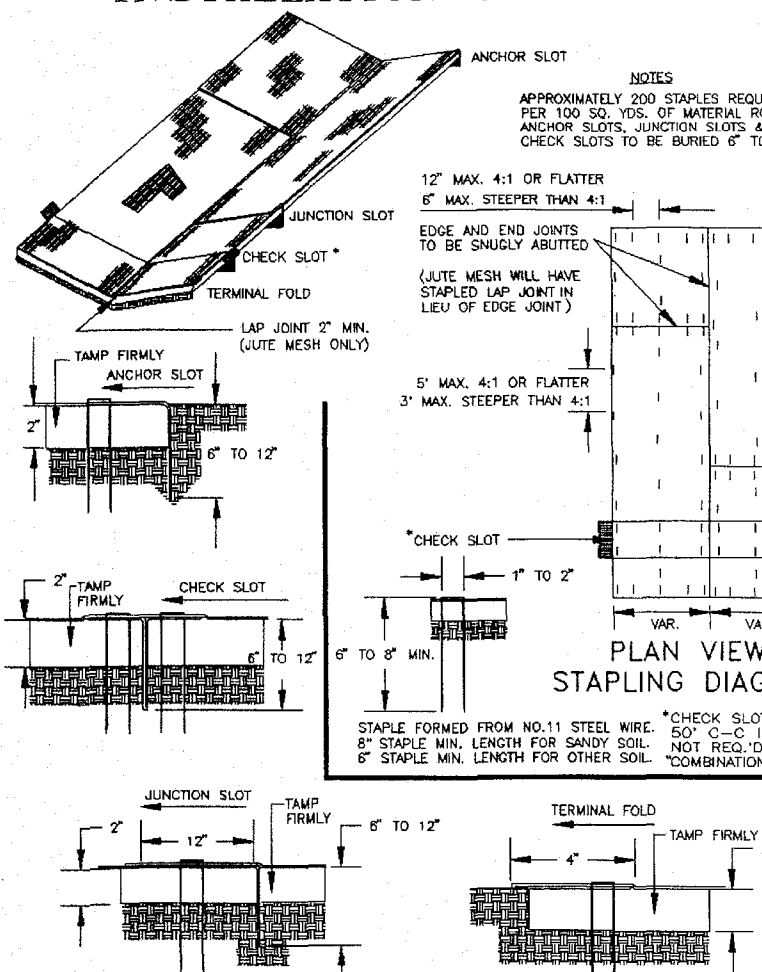 ANCHOR SLOT
NOTES
APPROXIMATELY 200 STAPLES
PER 100 SQ. YDS. OF MATERIAL
ANCHOR SLOTS, JUNCTION SLOTS &
CHECK SLOTS TO BE BURIED 6" TO
12" MAX. 4:1 OR FLATTER
6" MAX. STEEPER THAN 4:1
EDGE AND END JOINTS
TO BE SNUGLY ABUTTED
(JUTE MESH WILL HAVE
STAPLED LAP JOINT IN
LIEU OF EDGE JOINT)
JUNCTION SLOT
CHECK SLOT *
TERMINAL FOLD
LAP JOINT 2" MIN.
(JUTE MESH ONLY)
TAMP FIRMLY
ANCHOR SLOT
2"
6" TO 12"
5' MAX. 4:1 OR FLATTER
3' MAX. STEEPER THAN 4:1
*CHECK SLOT
1" TO 2"
6" TO 8" MIN.
2"
TAMP
FIRMLY
CHECK SLOT
6" TO 12"
VAR.
PLAN VIEW
STAPLING
STAPLE FORMED FROM NO.11 STEEL WIRE.
8" STAPLE MIN. LENGTH FOR SANDY SOIL.
6" STAPLE MIN. LENGTH FOR OTHER SOIL.
*CHECK SLOT
50' C-C
NOT REQ.'D
"COMBINATION
JUNCTION SLOT
2"
12"
TAMP
FIRMLY
6" TO 12"
TERMINAL FOLD
4"
TAMP FIRMLY